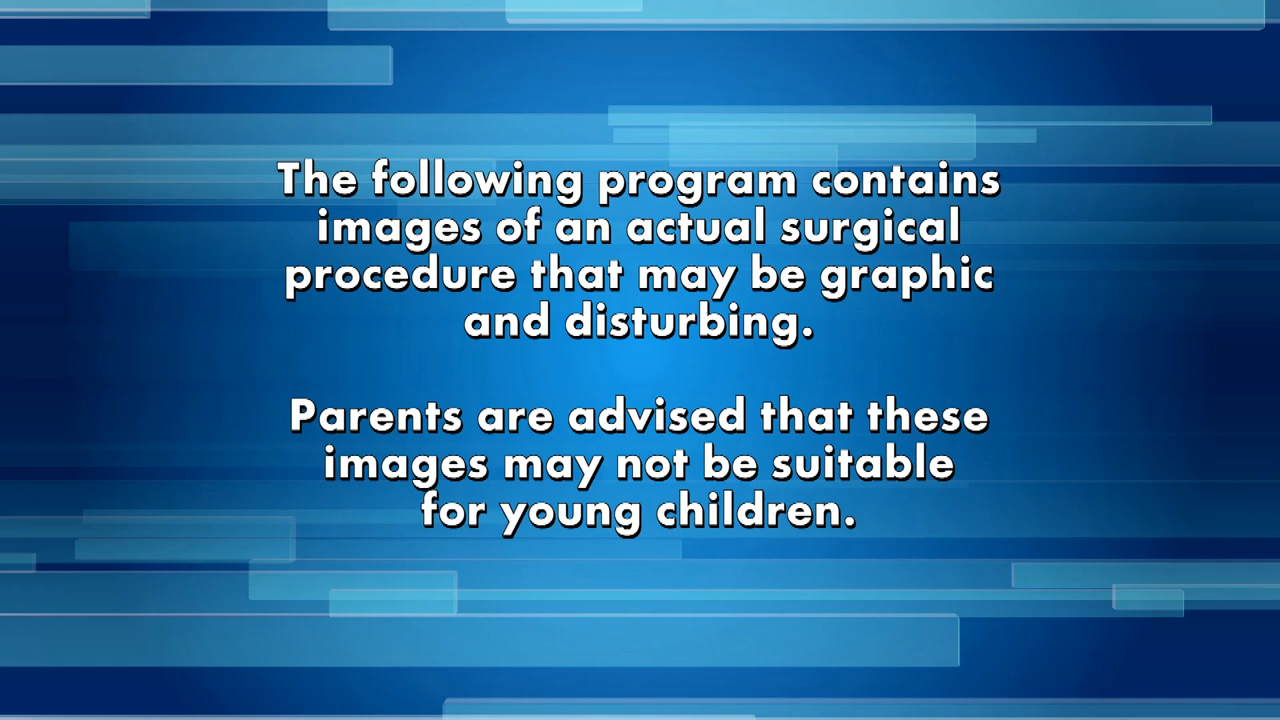 The following program contains
images of an actual surgical
procedure that may be graphic
and disturbing.
Parents are advised that these
images may not be suitable
for young children.